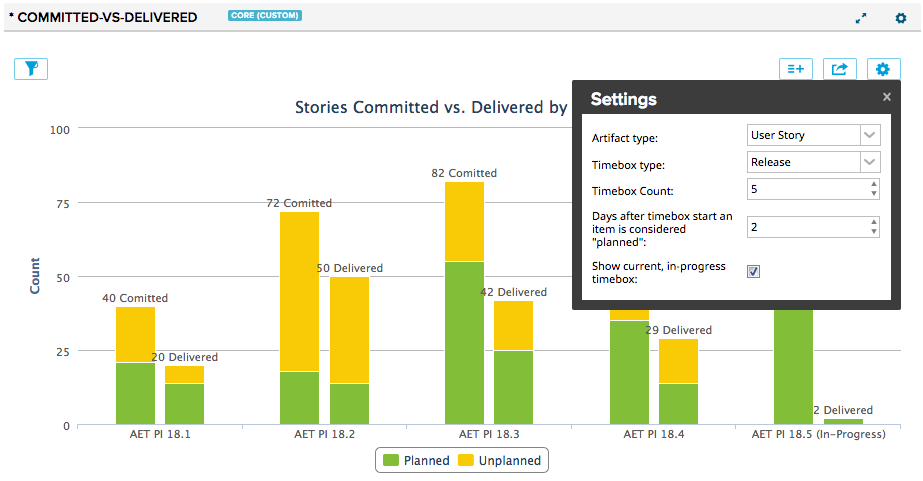 * COMMITTED-VS-DELIVERED
CORE (CUSTOM)
Stories Committed vs. Delivered by
Settings
Artifact type:
User Story
Timebox type:
Release
Timebox Count:
5
Days after timebox start an
item is considered
"planned":
2
Show current, in-progress
timebox:
100
75
50
25
0
Count
40 Comitted
20 Delivered
72 Comitted
50 Delivered
82 Comitted
42 Delivered
29 Delivered
2 Delivered
AET PI 18.1
AET PI 18.2
AET PI 18.3
AET PI 18.4
AET PI 18.5 (In-Progress)
Planned
Unplanned